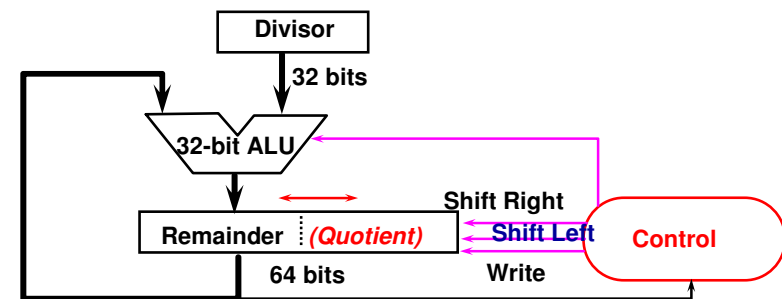 Divisor
32 bits
32-bit ALU
Shift Right
Remainder (Quotient)
Shift Left
Control
64 bits
Write